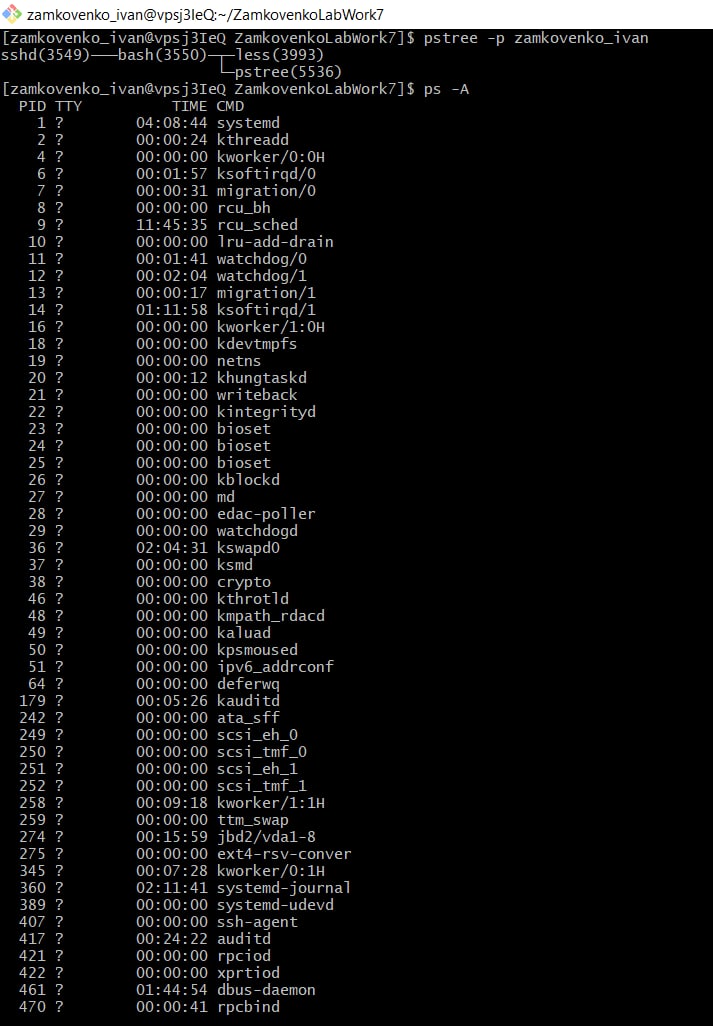 zamkovenko_ivan@vpsj3IeQ:~/ZamkovenkoLabWork7
[zamkovenko_ivan@vpsj3IeQ ZamkovenkoLabWork7]$ pstree -p zamkovenko_ivan
sshd(3549)───bash(3550)─┬─less(3993)
                        └─pstree(5536)
[zamkovenko_ivan@vpsj3IeQ ZamkovenkoLabWork7]$ ps -A
  PID TTY          TIME CMD
    1 ?        04:08:44 systemd
    2 ?        00:00:24 kthreadd
    4 ?        00:00:00 kworker/0:0H
    6 ?        00:01:57 ksoftirqd/0
    7 ?        00:00:31 migration/0
    8 ?        00:00:00 rcu_bh
    9 ?        11:45:35 rcu_sched
   10 ?        00:00:00 lru-add-drain
   11 ?        00:01:41 watchdog/0
   12 ?        00:02:04 watchdog/1
   13 ?        00:00:17 migration/1
   14 ?        01:11:58 ksoftirqd/1
   16 ?        00:00:00 kworker/1:0H
   18 ?        00:00:00 kdevtmpfs
   19 ?        00:00:00 netns
   20 ?        00:00:12 khungtaskd
   21 ?        00:00:00 writeback
   22 ?        00:00:00 kintegrityd
   23 ?        00:00:00 bioset
   24 ?        00:00:00 bioset
   25 ?        00:00:00 bioset
   26 ?        00:00:00 kblockd
   27 ?        00:00:00 md
   28 ?        00:00:00 edac-poller
   29 ?        00:00:00 watchdogd
   36 ?        02:04:31 kswapd0
   37 ?        00:00:00 ksmd
   38 ?        00:00:00 crypto
   46 ?        00:00:00 kthrotld
   48 ?        00:00:00 kmpath_rdacd
   49 ?        00:00:00 kaluad
   50 ?        00:00:00 kpsmoused
   51 ?        00:00:00 ipv6_addrconf
   64 ?        00:00:00 deferwq
  179 ?        00:05:26 kauditd
  242 ?        00:00:00 ata_sff
  249 ?        00:00:00 scsi_eh_0
  250 ?        00:00:00 scsi_tmf_0
  251 ?        00:00:00 scsi_eh_1
  252 ?        00:00:00 scsi_tmf_1
  258 ?        00:09:18 kworker/1:1H
  259 ?        00:00:00 ttm_swap
  274 ?        00:15:59 jbd2/vda1-8
  275 ?        00:00:00 ext4-rsv-conver
  345 ?        00:07:28 kworker/0:1H
  360 ?        02:11:41 systemd-journal
  389 ?        00:00:00 systemd-udevd
  407 ?        00:00:00 ssh-agent
  417 ?        00:24:22 auditd
  421 ?        00:00:00 rpciod
  422 ?        00:00:00 xprtiod
  461 ?        01:44:54 dbus-daemon
  470 ?        00:00:41 rpcbind